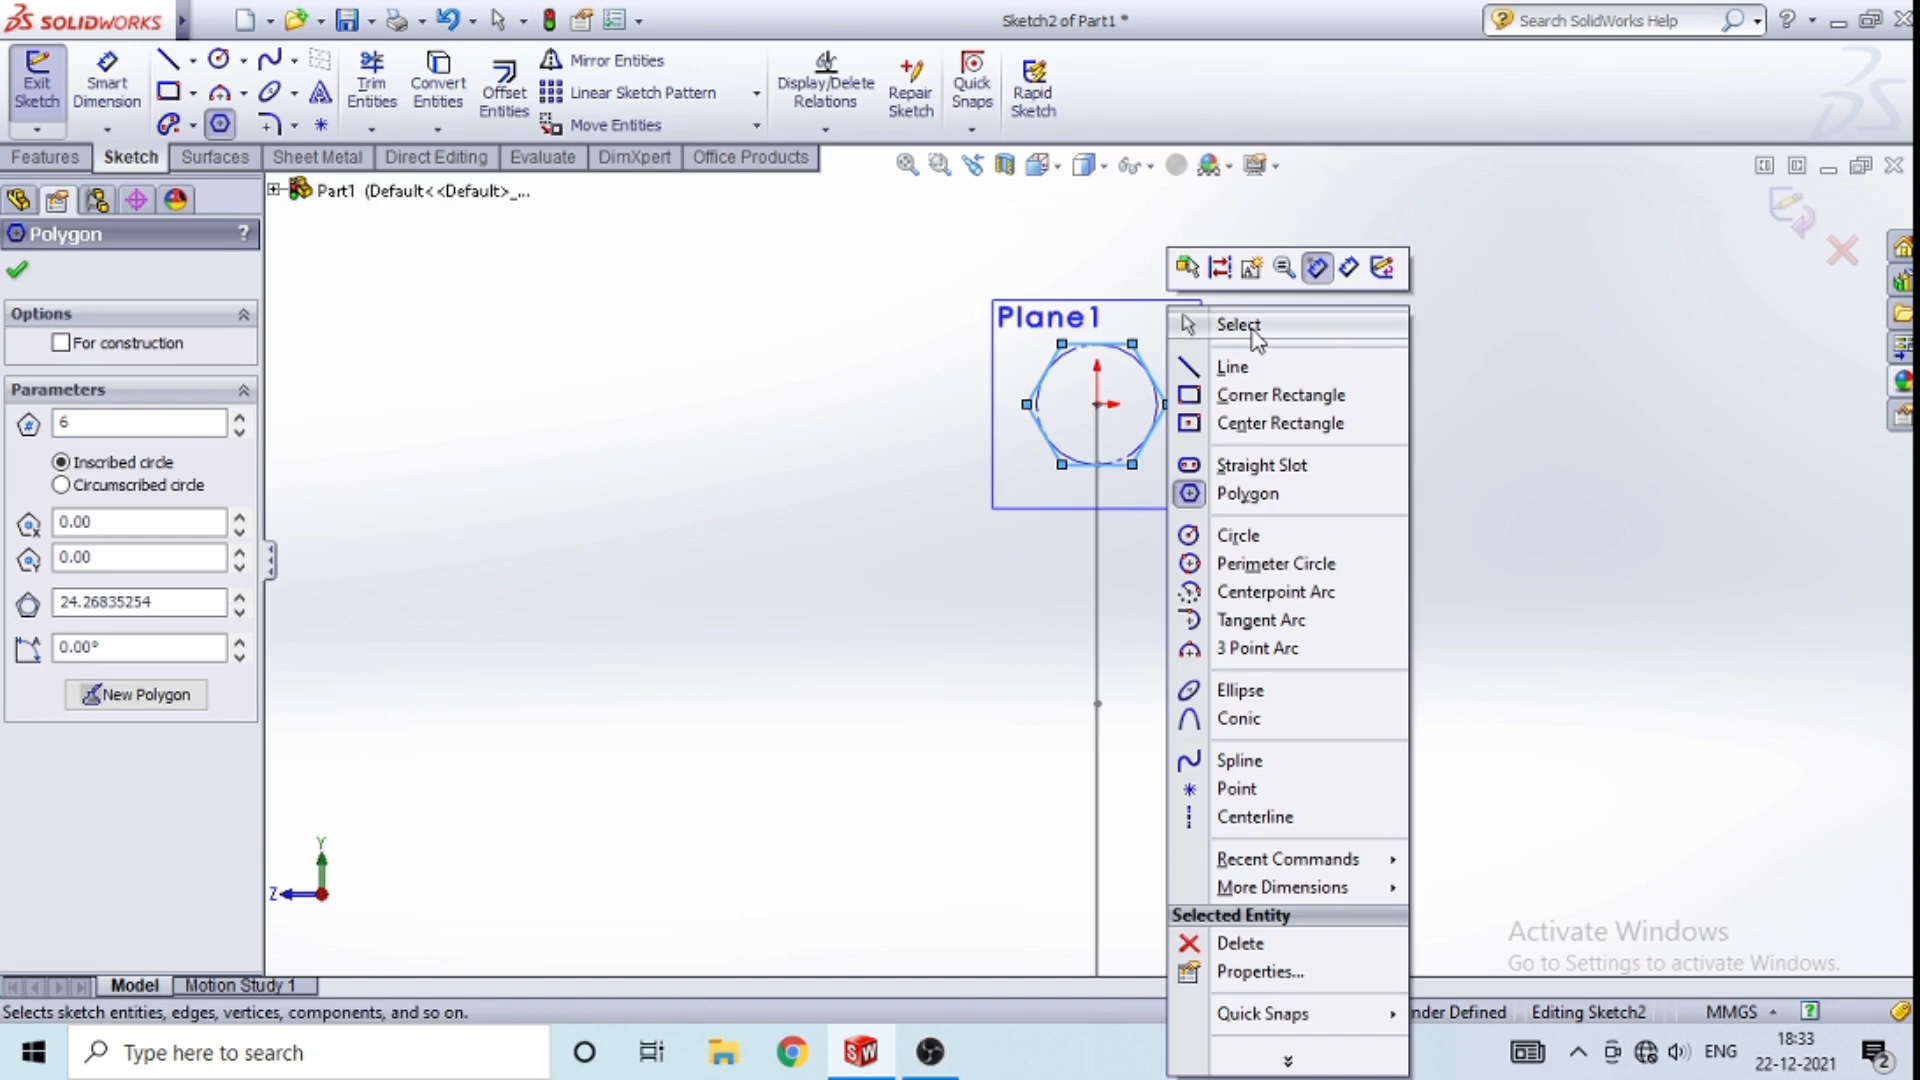 SOLIDWORKS
Sketch2 of Part1 *
Search SolidWorks Help
Exit Sketch
Smart Dimension
Trim Entities
Convert Entities
Offset Entities
Mirror Entities
Linear Sketch Pattern
Move Entities
Display/Delete Relations
Repair Sketch
Quick Snaps
Rapid Sketch
Features
Sketch
Surfaces
Sheet Metal
Direct Editing
Evaluate
DimXpert
Office Products
Part1 (Default<<Default>_...
Polygon
?
Options
For construction
Parameters
6
Inscribed circle
Circumscribed circle
0.00
0.00
24.26835254
0.00°
New Polygon
Plane1
Select
Line
Corner Rectangle
Center Rectangle
Straight Slot
Polygon
Circle
Perimeter Circle
Centerpoint Arc
Tangent Arc
3 Point Arc
Ellipse
Conic
Spline
Point
Centerline
Recent Commands
More Dimensions
Selected Entity
Delete
Properties...
Quick Snaps
Y
Z
Activate Windows
Go to Settings to activate Windows.
Model
Motion Study 1
Selects sketch entities, edges, vertices, components, and so on.
nder Defined
Editing Sketch2
MMGS
Type here to search
ENG
18:33
22-12-2021
2